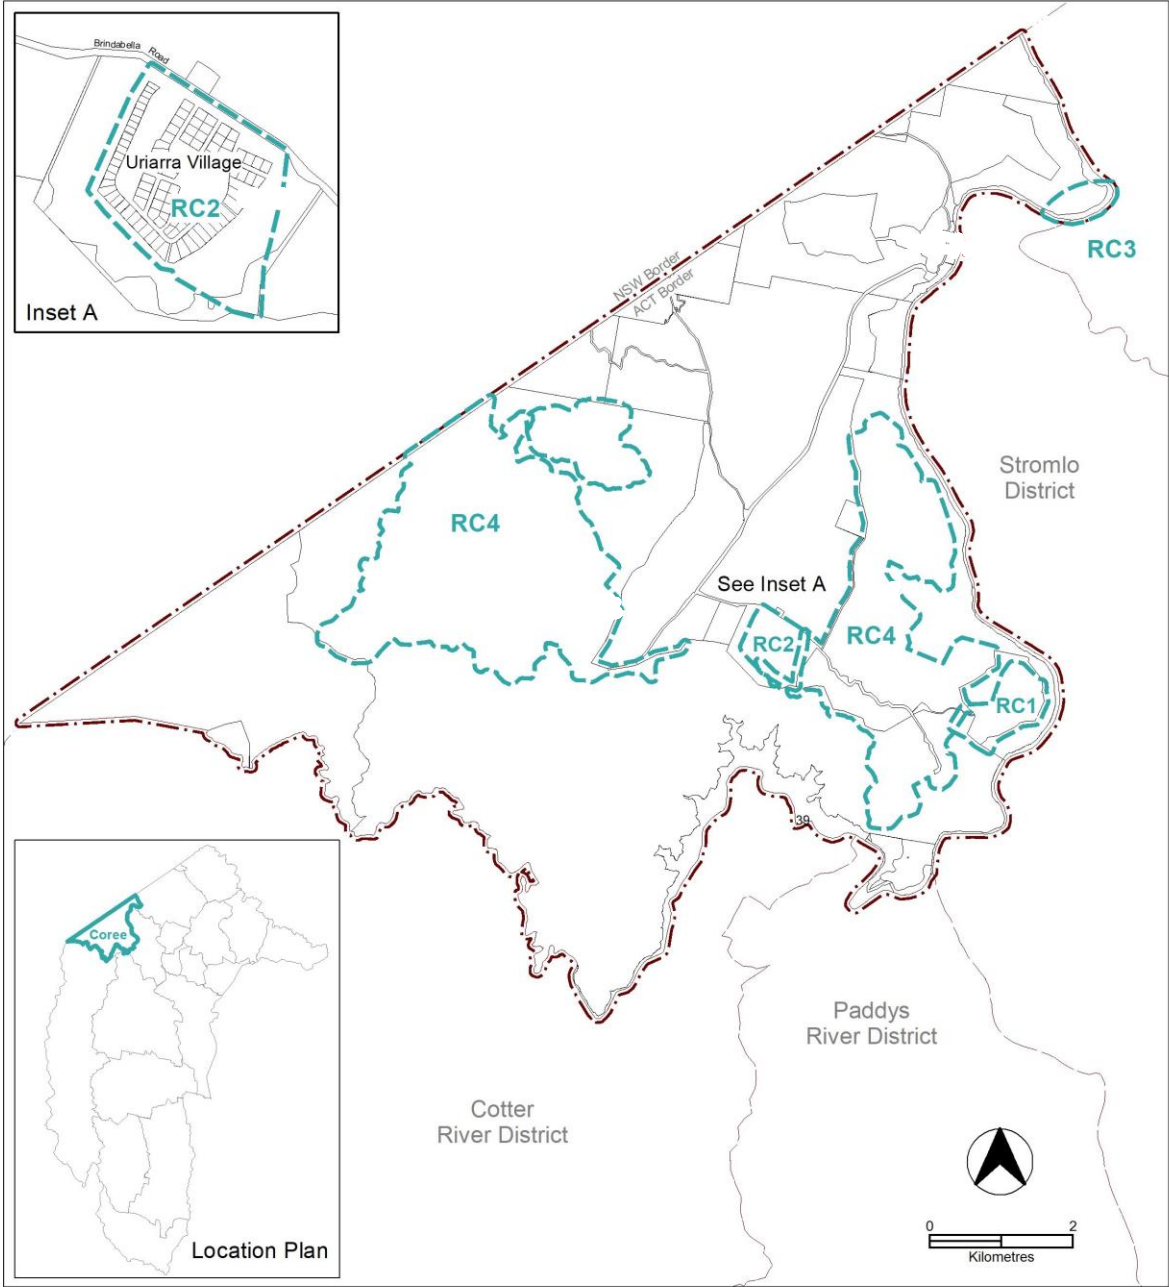 Brindabella Road
Uriarra Village
RC2
Inset A
RC3
NSW Border
ACT Border
Stromlo
District
RC4
See Inset A
RC2
RC4
RC1
39
Coree
Location Plan
Paddys
River District
Cotter
River District
0 2
Kilometres